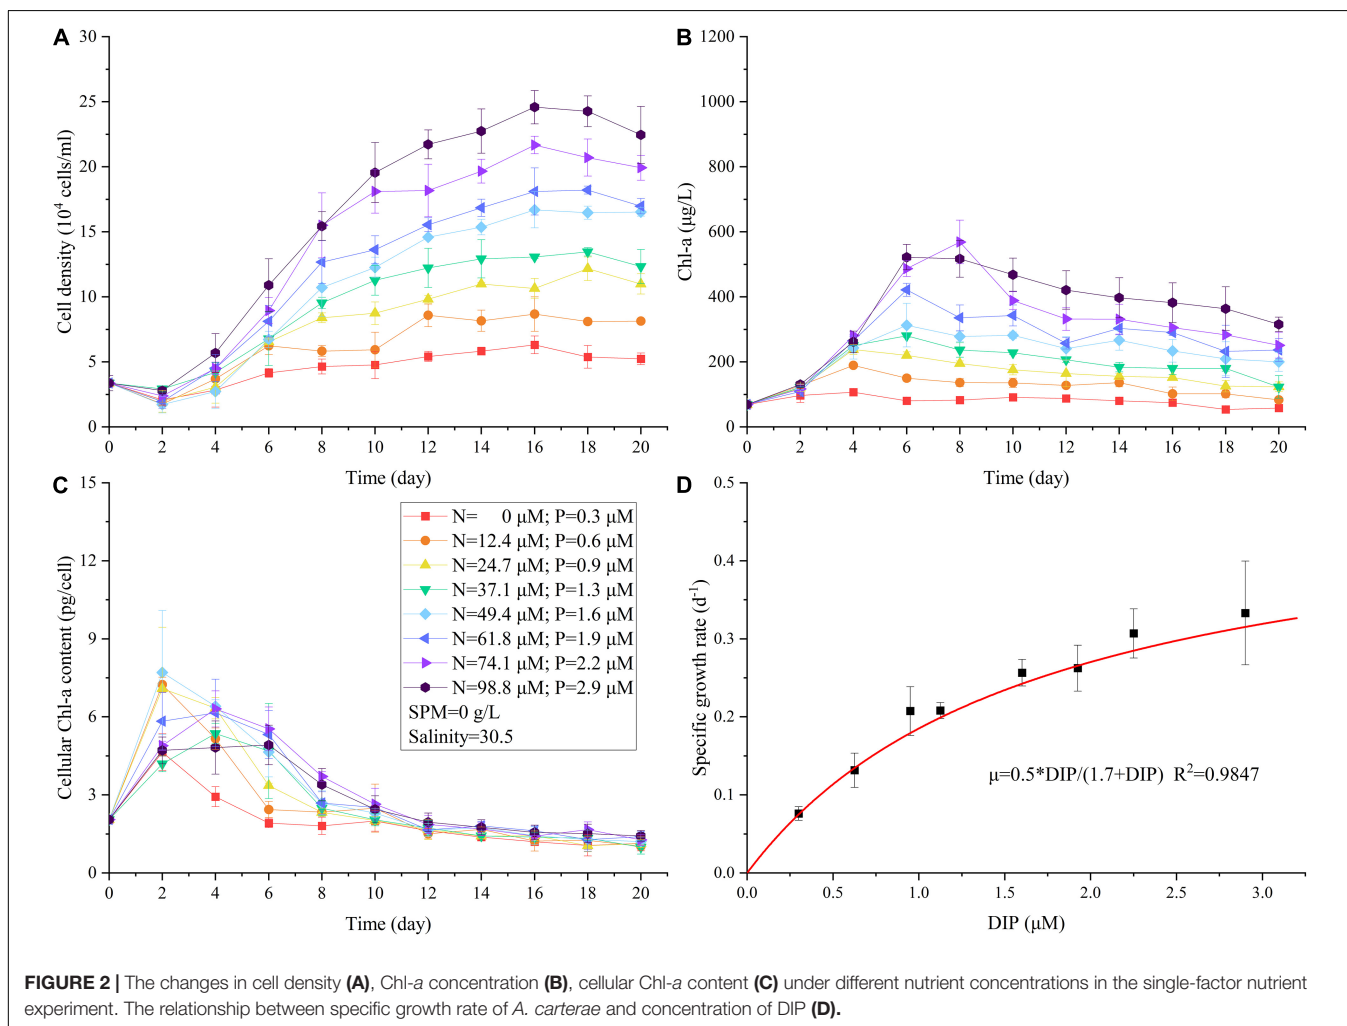 A
30
25
20
15
10
5
0
Cell density (10⁴ cells/ml)
0 2 4 6 8 10 12 14 16 18 20
Time (day)
B
1200
1000
800
600
400
200
0
Chl-a (μg/L)
0 2 4 6 8 10 12 14 16 18 20
Time (day)
C
15
12
9
6
3
0
Cellular Chl-a content (pg/cell)
N= 0 μM; P=0.3 μM
N=12.4 μM; P=0.6 μM
N=24.7 μM; P=0.9 μM
N=37.1 μM; P=1.3 μM
N=49.4 μM; P=1.6 μM
N=61.8 μM; P=1.9 μM
N=74.1 μM; P=2.2 μM
N=98.8 μM; P=2.9 μM
SPM=0 g/L
Salinity=30.5
0 2 4 6 8 10 12 14 16 18 20
Time (day)
D
0.5
0.4
0.3
0.2
0.1
0.0
Specific growth rate (d⁻¹)
μ=0.5*DIP/(1.7+DIP) R²=0.9847
0.0 0.5 1.0 1.5 2.0 2.5 3.0
DIP (μM)
FIGURE 2 | The changes in cell density (A), Chl-a concentration (B), cellular Chl-a content (C) under different nutrient concentrations in the single-factor nutrient
experiment. The relationship between specific growth rate of A. carterae and concentration of DIP (D).